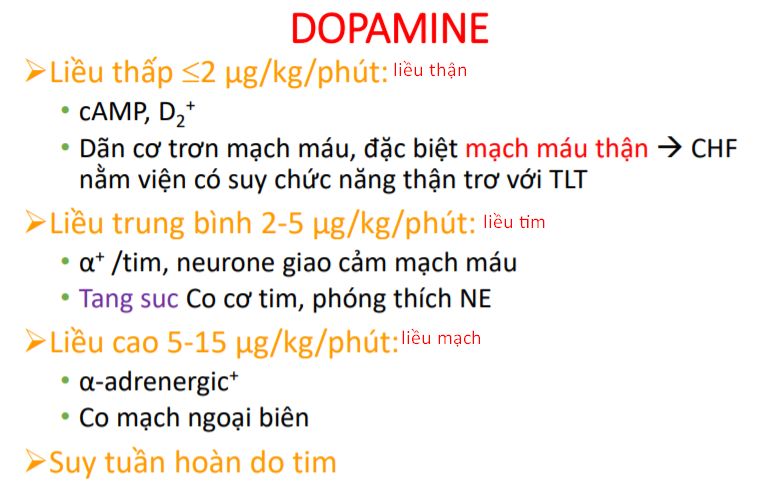 DOPAMINE
➢Liều thấp ≤2 µg/kg/phút: liều thận
• cAMP, D₂⁺
• Dãn cơ trơn mạch máu, đặc biệt mạch máu thận → CHF
nằm viện có suy chức năng thận trơ với TLT
➢Liều trung bình 2-5 µg/kg/phút: liều tim
• α⁺ /tim, neurone giao cảm mạch máu
• Tang suc Co cơ tim, phóng thích NE
➢Liều cao 5-15 µg/kg/phút: liều mạch
• α-adrenergic⁺
• Co mạch ngoại biên
➢Suy tuần hoàn do tim